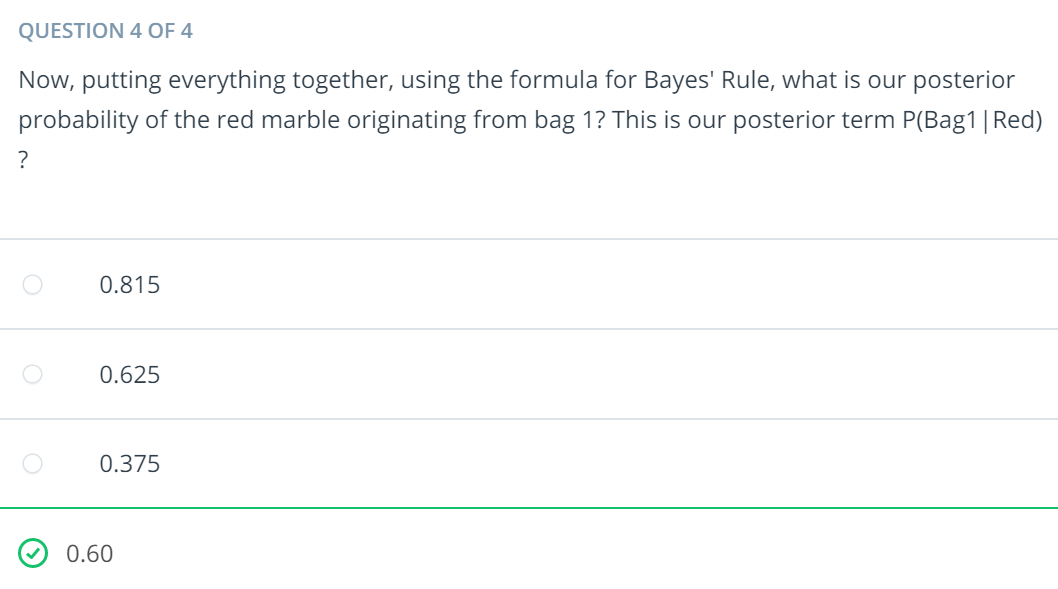 QUESTION 4 OF 4
Now, putting everything together, using the formula for Bayes' Rule, what is our posterior
probability of the red marble originating from bag 1? This is our posterior term P(Bag1|Red)
?
0.815
0.625
0.375
0.60